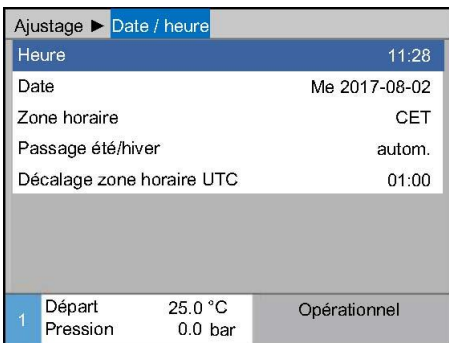 Ajustage ► Date / heure
Heure 11:28
Date Me 2017-08-02
Zone horaire CET
Passage été/hiver autom.
Décalage zone horaire UTC 01:00
1 Départ 25.0 °C Opérationnel
Pression 0.0 bar